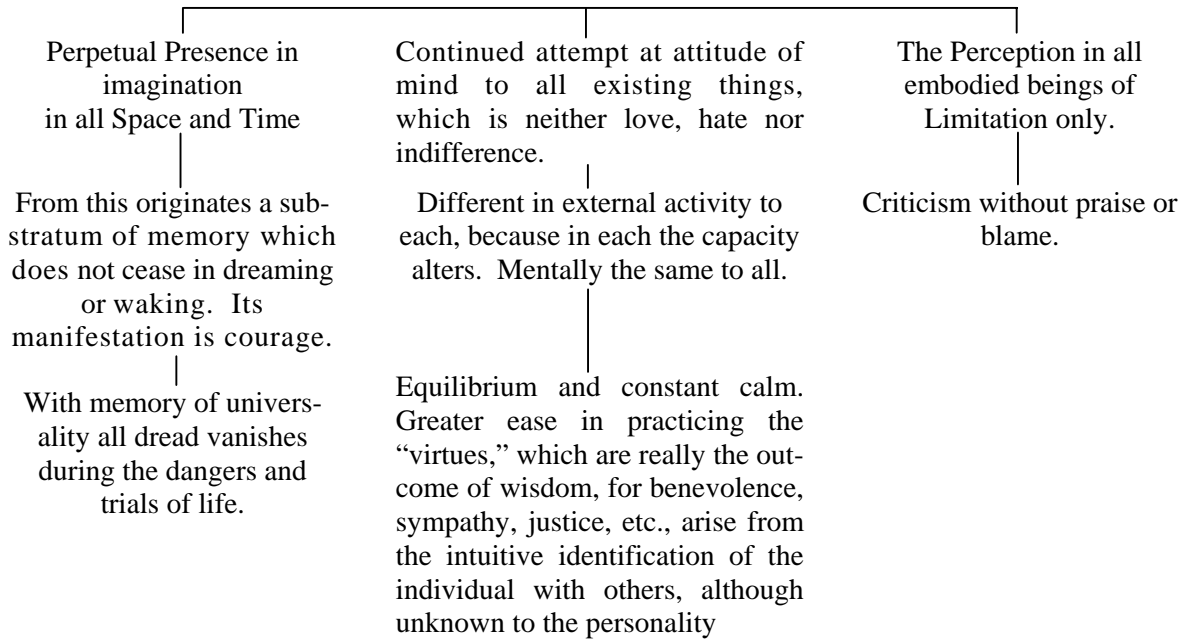 Perpetual Presence in
imagination
in all Space and Time
From this originates a sub-
stratum of memory which
does not cease in dreaming
or waking. Its
manifestation is courage.
With memory of univers-
ality all dread vanishes
during the dangers and
trials of life.
Continued attempt at attitude of
mind to all existing things,
which is neither love, hate nor
indifference.
Different in external activity to
each, because in each the capacity
alters. Mentally the same to all.
Equilibrium and constant calm.
Greater ease in practicing the
“virtues,” which are really the out-
come of wisdom, for benevolence,
sympathy, justice, etc., arise from
the intuitive identification of the
individual with others, although
unknown to the personality
The Perception in all
embodied beings of
Limitation only.
Criticism without praise or
blame.